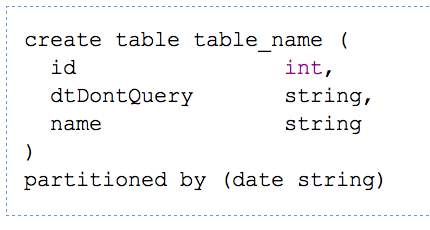 create table table_name (
  id                int,
  dtDontQuery       string,
  name              string
)
partitioned by (date string)